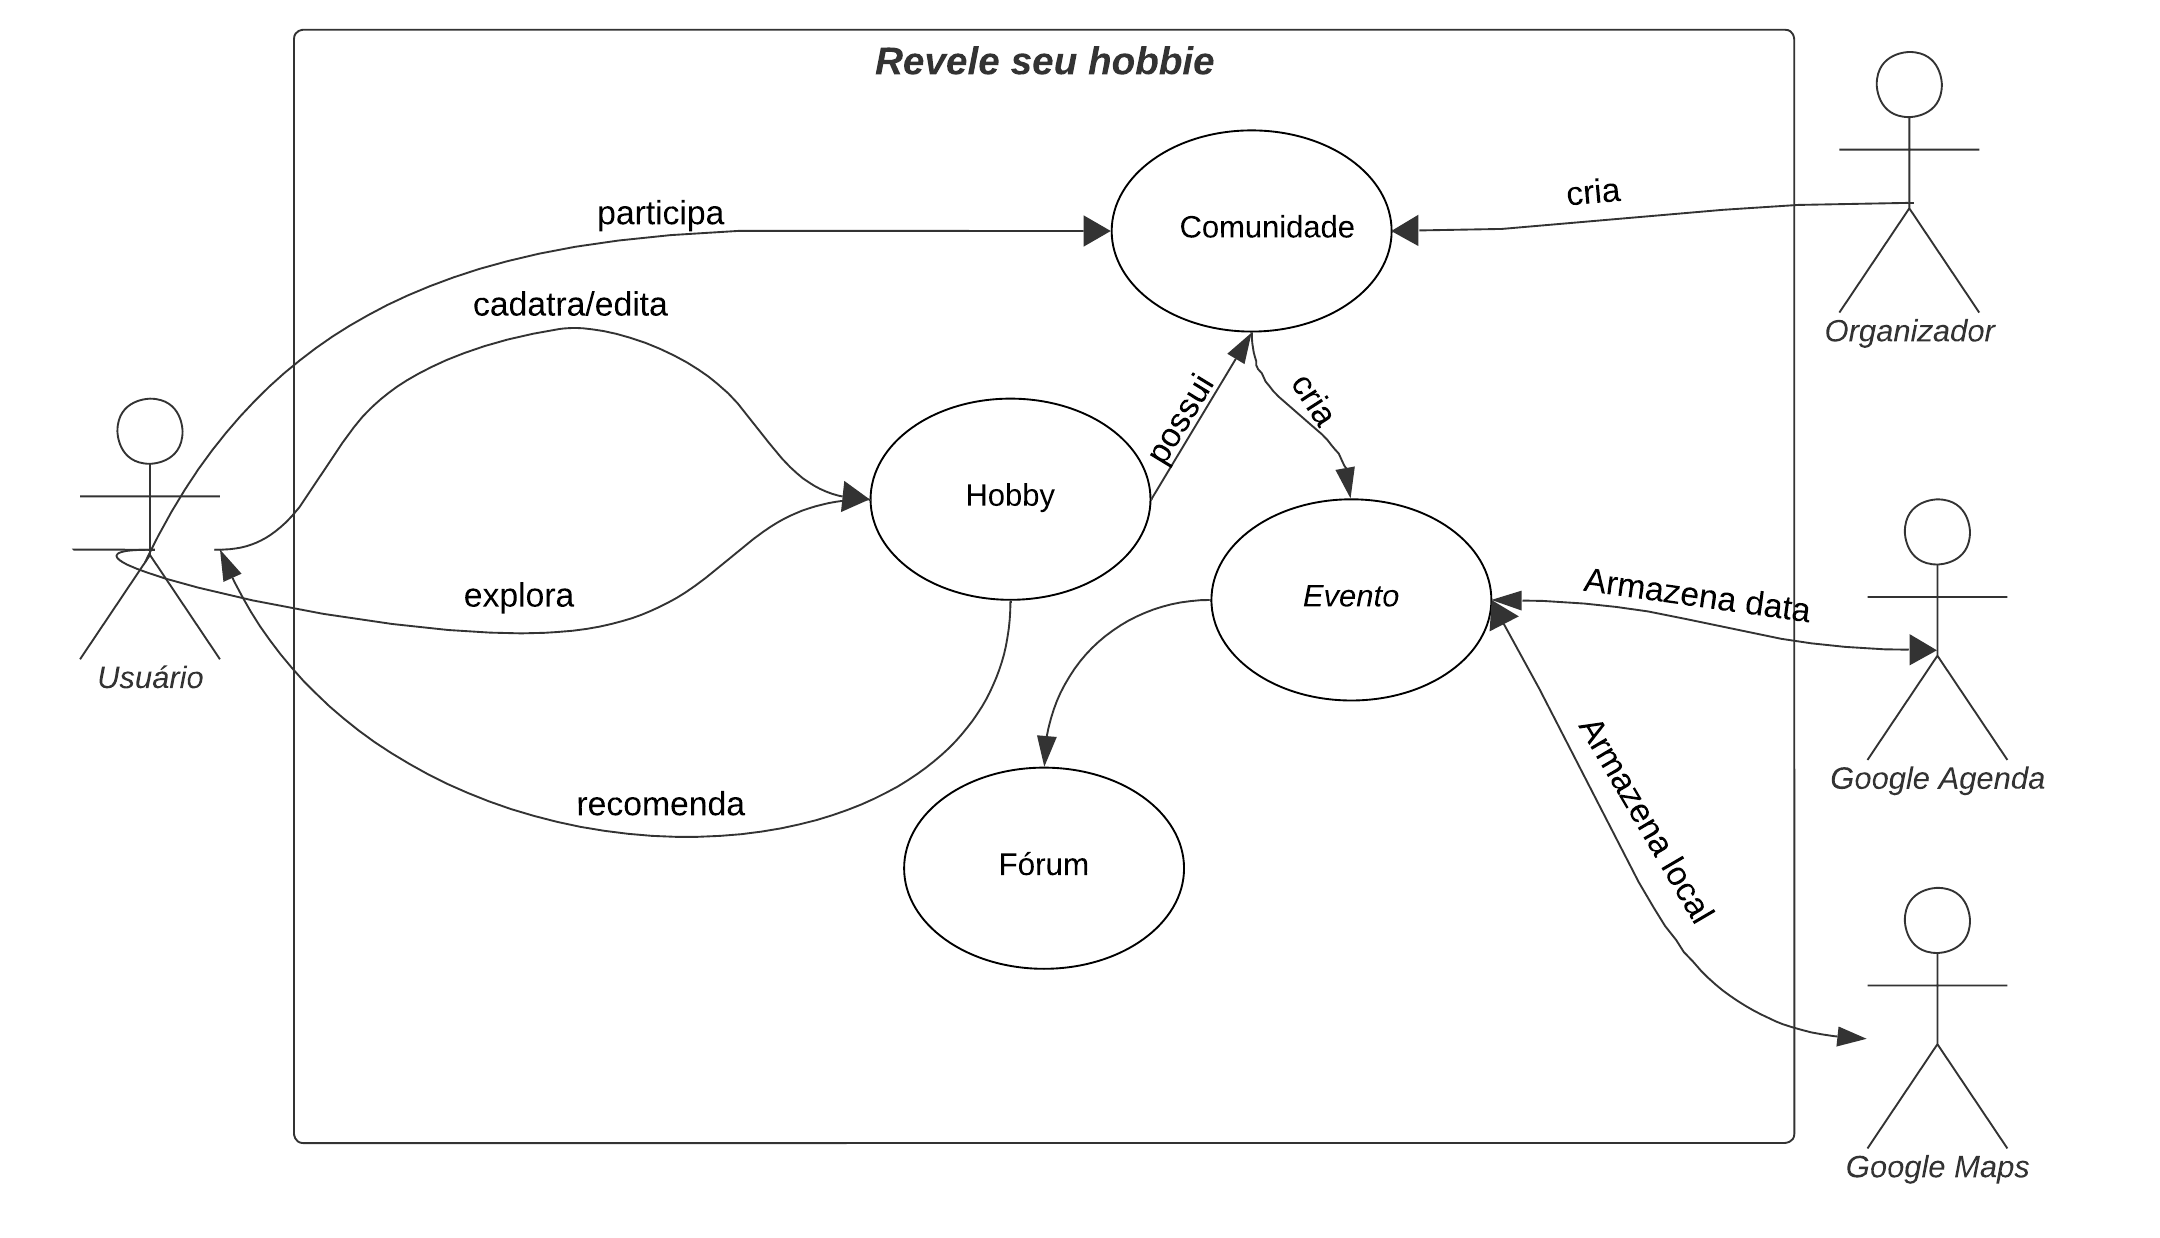 Revele seu hobbie
participa
Comunidade
cria
Organizador
cadatra/edita
possui
cria
Hobby
explora
Usuário
Evento
Armazena data
Google Agenda
recomenda
Fórum
Armazena local
Google Maps